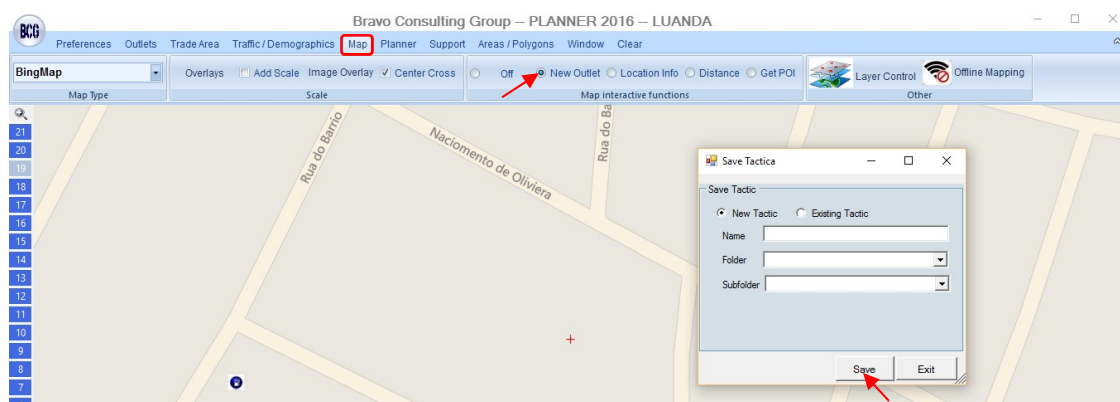 Bravo Consulting Group -- PLANNER 2016 -- LUANDA
BCG
Preferences Outlets Trade Area Traffic / Demographics Map Planner Support Areas / Polygons Window Clear
BingMap Overlays Add Scale Image Overlay Center Cross Off New Outlet Location Info Distance Get POI Layer Control Offline Mapping
Map Type Scale Map interactive functions Other
21
20
19
18
17
16
15
14
13
12
11
10
9
8
7
Rua do Barrio
Naciomento de Oliviera
Rua do Ba
Save Tactica
Save Tactic
New Tactic Existing Tactic
Name
Folder
Subfolder
Save Exit